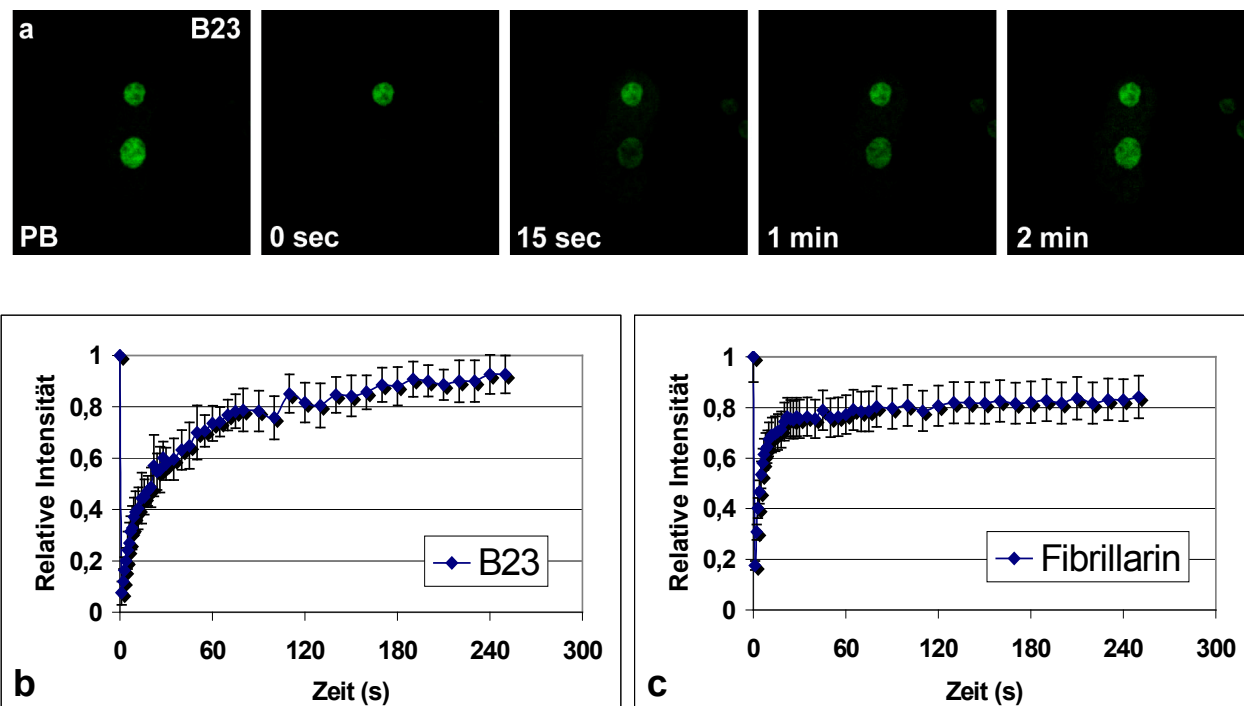 a B23
PB
0 sec
15 sec
1 min
2 min
Relative Intensität
1
0,8
0,6
0,4
0,2
0
B23
0 60 120 180 240 300
Zeit (s)
b
Relative Intensität
1
0,8
0,6
0,4
0,2
0
Fibrillarin
0 60 120 180 240 300
Zeit (s)
c